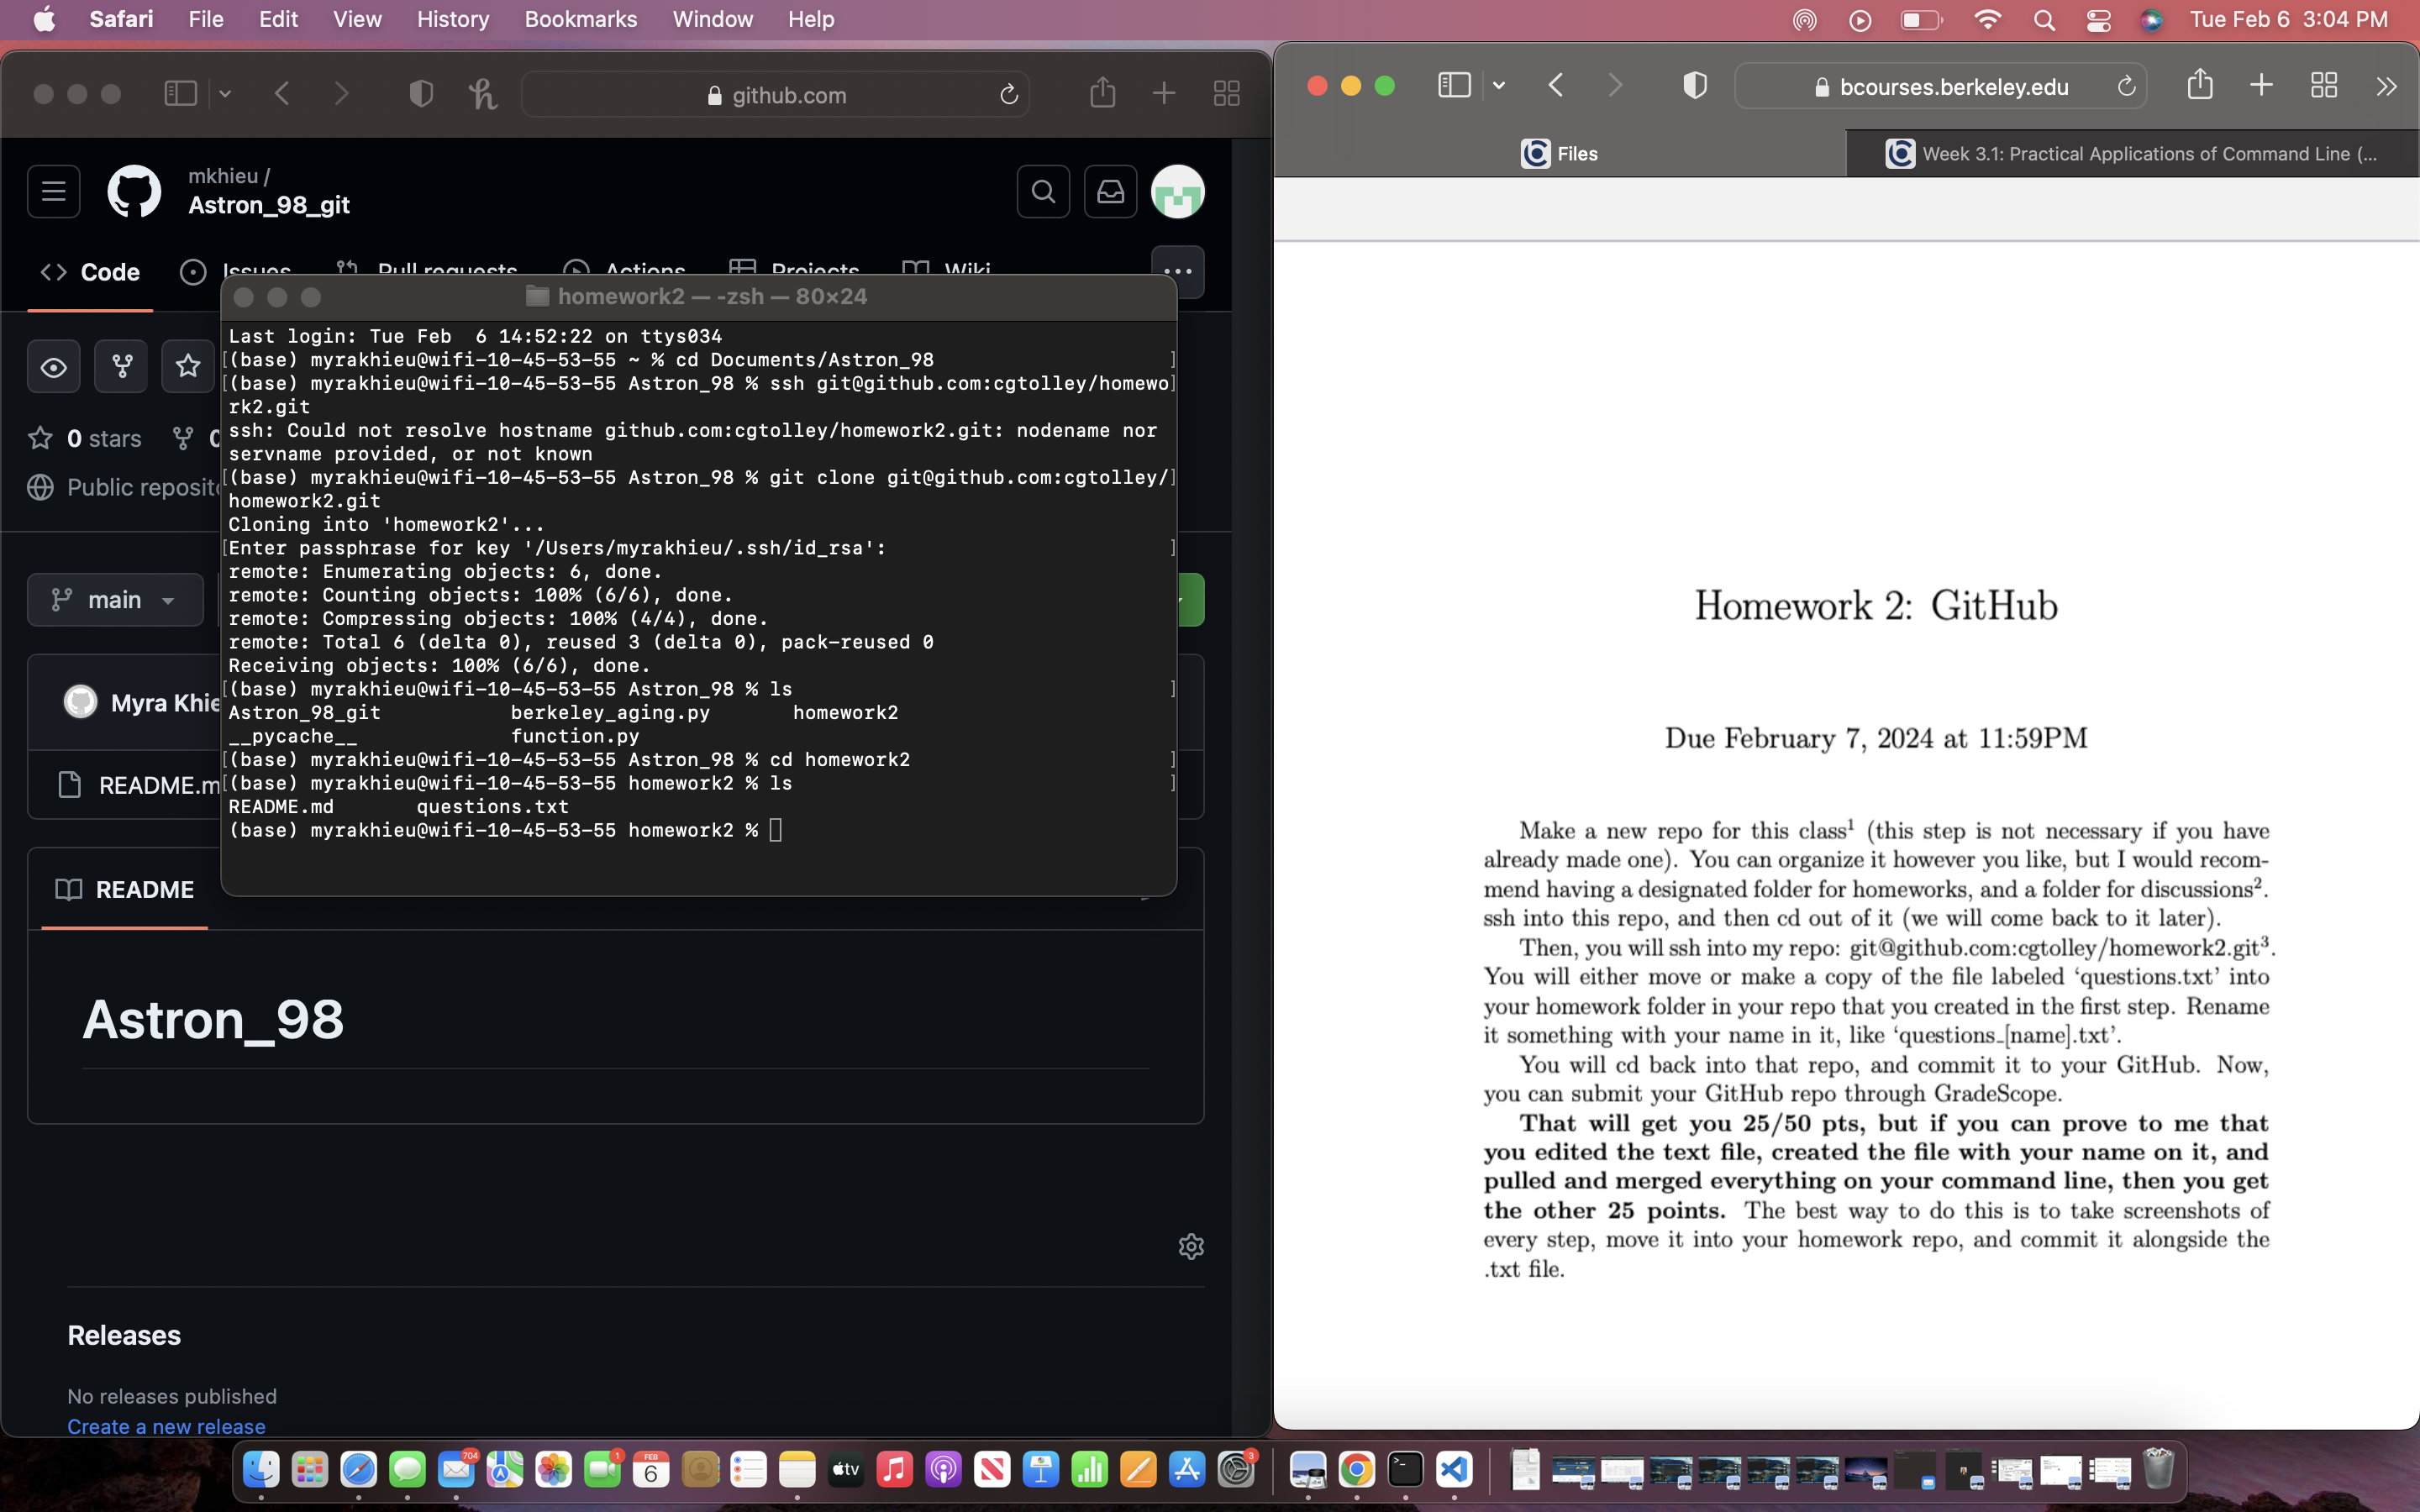 Safari File Edit View History Bookmarks Window Help Tue Feb 6 3:04 PM
github.com
mkhieu /
Astron_98_git
Code Issues Pull requests Actions Projects Wiki
0 stars
Public
main
Myra
README
Astron_98
Releases
No releases published
Create a new release
homework2 — -zsh — 80×24
Last login: Tue Feb  6 14:52:22 on ttys034
[(base) myrakhieu@wifi-10-45-53-55 ~ % cd Documents/Astron_98 ]
[(base) myrakhieu@wifi-10-45-53-55 Astron_98 % ssh git@github.com:cgtolley/homewo]
rk2.git
ssh: Could not resolve hostname github.com:cgtolley/homework2.git: nodename nor
servname provided, or not known
[(base) myrakhieu@wifi-10-45-53-55 Astron_98 % git clone git@github.com:cgtolley/]
homework2.git
Cloning into 'homework2'...
[Enter passphrase for key '/Users/myrakhieu/.ssh/id_rsa': ]
remote: Enumerating objects: 6, done.
remote: Counting objects: 100% (6/6), done.
remote: Compressing objects: 100% (4/4), done.
remote: Total 6 (delta 0), reused 3 (delta 0), pack-reused 0
Receiving objects: 100% (6/6), done.
[(base) myrakhieu@wifi-10-45-53-55 Astron_98 % ls ]
Astron_98_git berkeley_aging.py homework2
__pycache__ function.py
[(base) myrakhieu@wifi-10-45-53-55 Astron_98 % cd homework2 ]
[(base) myrakhieu@wifi-10-45-53-55 homework2 % ls ]
README.md questions.txt
(base) myrakhieu@wifi-10-45-53-55 homework2 %
bcourses.berkeley.edu
Files Week 3.1: Practical Applications of Command Line (...
Homework 2: GitHub
Due February 7, 2024 at 11:59PM
Make a new repo for this class¹ (this step is not necessary if you have
already made one). You can organize it however you like, but I would recom-
mend having a designated folder for homeworks, and a folder for discussions².
ssh into this repo, and then cd out of it (we will come back to it later).
Then, you will ssh into my repo: git@github.com:cgtolley/homework2.git³.
You will either move or make a copy of the file labeled ‘questions.txt’ into
your homework folder in your repo that you created in the first step. Rename
it something with your name in it, like ‘questions_[name].txt’.
You will cd back into that repo, and commit it to your GitHub. Now,
you can submit your GitHub repo through GradeScope.
That will get you 25/50 pts, but if you can prove to me that
you edited the text file, created the file with your name on it, and
pulled and merged everything on your command line, then you get
the other 25 points. The best way to do this is to take screenshots of
every step, move it into your homework repo, and commit it alongside the
.txt file.
704 1 FEB 6 tv 3